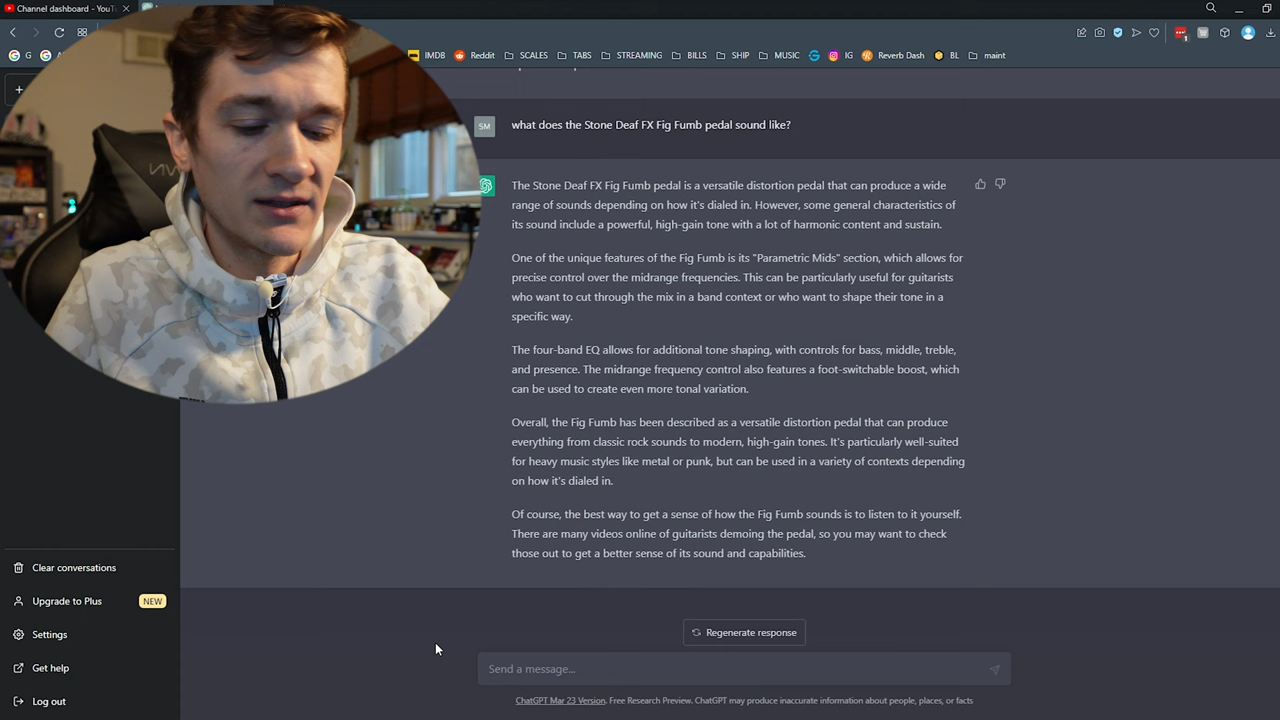 Channel dashboard - YouT
G
IMDB
Reddit
SCALES
TABS
STREAMING
BILLS
SHIP
MUSIC
IG
Reverb Dash
BL
maint
SM
what does the Stone Deaf FX Fig Fumb pedal sound like?
The Stone Deaf FX Fig Fumb pedal is a versatile distortion pedal that can produce a wide
range of sounds depending on how it's dialed in. However, some general characteristics of
its sound include a powerful, high-gain tone with a lot of harmonic content and sustain.
One of the unique features of the Fig Fumb is its "Parametric Mids" section, which allows for
precise control over the midrange frequencies. This can be particularly useful for guitarists
who want to cut through the mix in a band context or who want to shape their tone in a
specific way.
The four-band EQ allows for additional tone shaping, with controls for bass, middle, treble,
and presence. The midrange frequency control also features a foot-switchable boost, which
can be used to create even more tonal variation.
Overall, the Fig Fumb has been described as a versatile distortion pedal that can produce
everything from classic rock sounds to modern, high-gain tones. It's particularly well-suited
for heavy music styles like metal or punk, but can be used in a variety of contexts depending
on how it's dialed in.
Of course, the best way to get a sense of how the Fig Fumb sounds is to listen to it yourself.
There are many videos online of guitarists demoing the pedal, so you may want to check
those out to get a better sense of its sound and capabilities.
Clear conversations
Upgrade to Plus
NEW
Settings
Get help
Log out
Regenerate response
Send a message...
ChatGPT Mar 23 Version. Free Research Preview. ChatGPT may produce inaccurate information about people, places, or facts